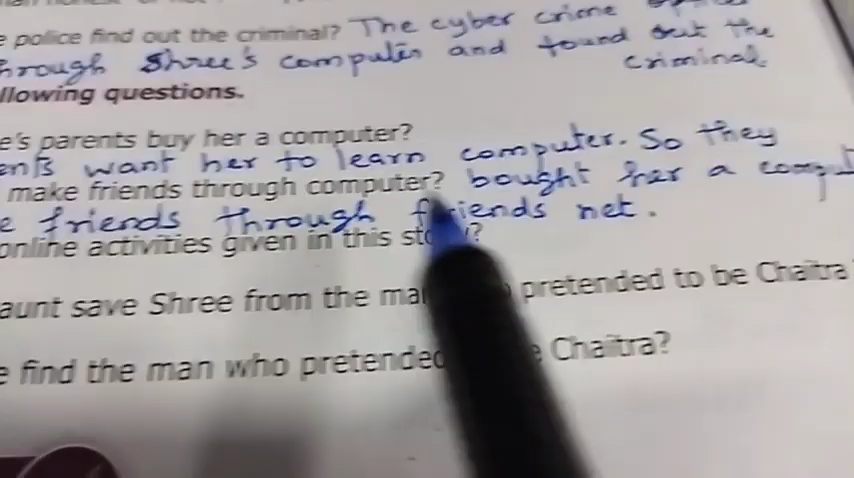 police find out the criminal? The cyber crime
hrough Shree's computer and found out the
criminal.
llowing questions.
e's parents buy her a computer?
ents want her to learn computer. So they
make friends through computer? bought her a comput
e friends through friends net.
online activities given in this sto y?
aunt save Shree from the ma pretended to be Chaitra
e find the man who pretended e Chaitra?